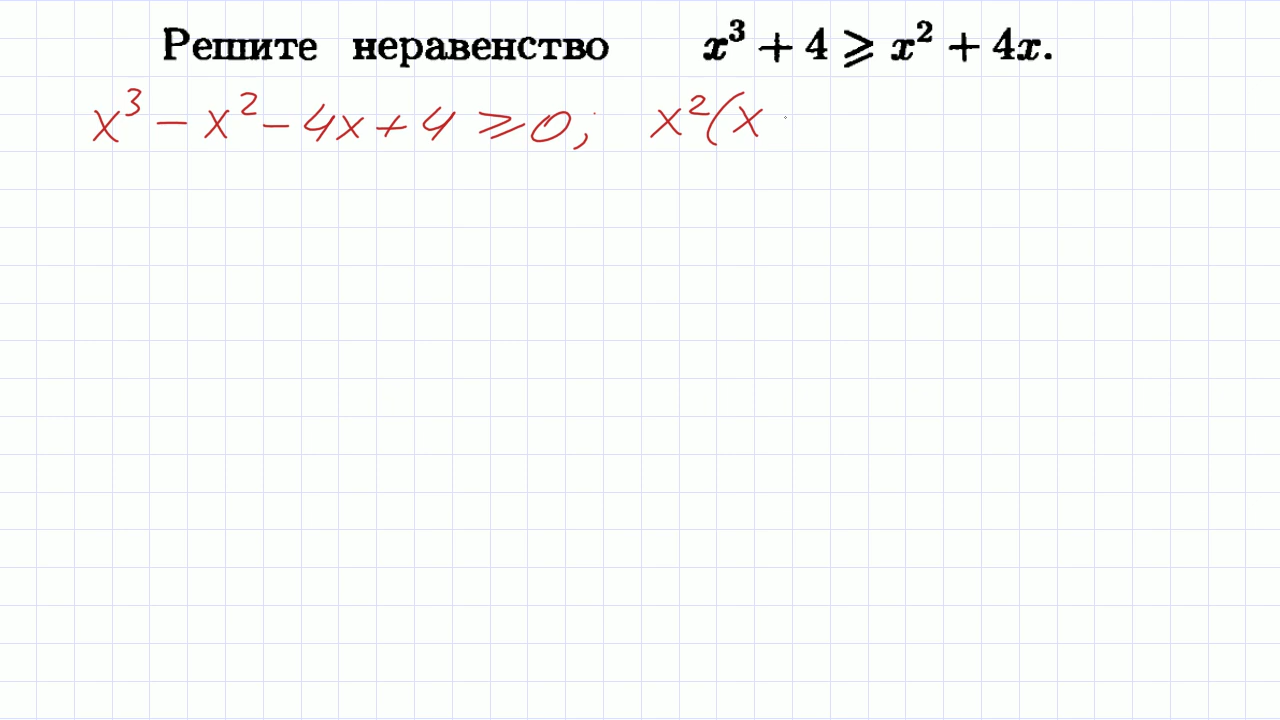 Решите неравенство x³ + 4 ⩾ x² + 4x.
x³ – x² – 4x + 4 ⩾ 0; x²(x